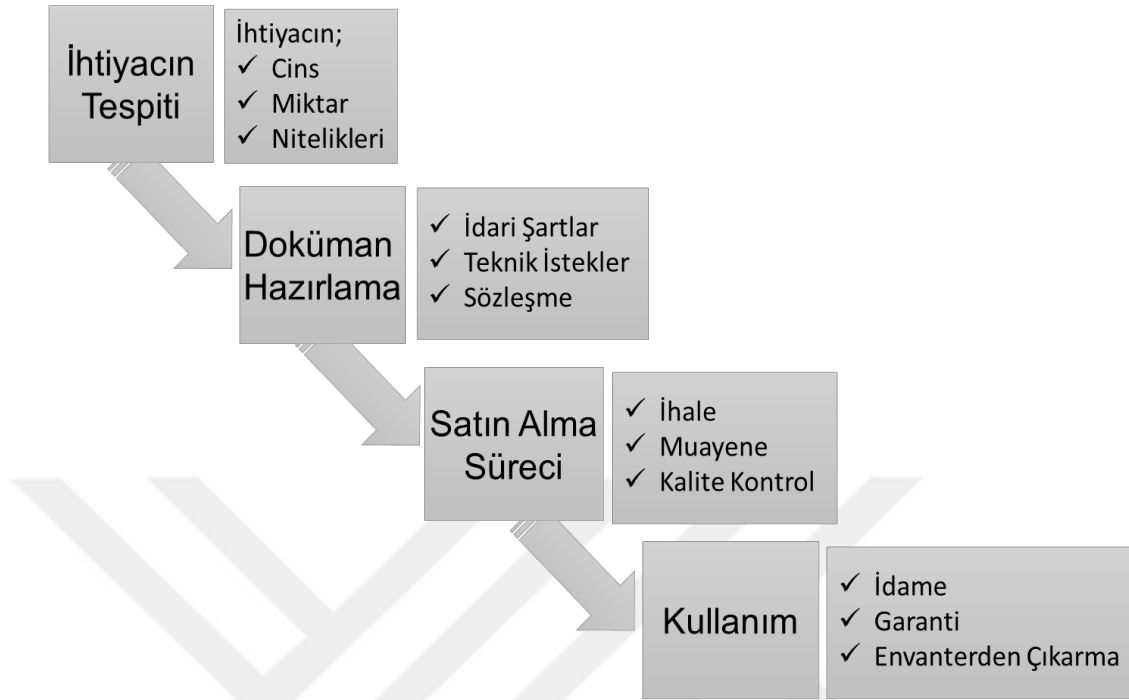 İhtiyacın
Tespiti
İhtiyacın;
✓ Cins
✓ Miktar
✓ Nitelikleri
Doküman
Hazırlama
✓ İdari Şartlar
✓ Teknik İstekler
✓ Sözleşme
Satın Alma
Süreci
✓ İhale
✓ Muayene
✓ Kalite Kontrol
Kullanım
✓ İdame
✓ Garanti
✓ Envanterden Çıkarma